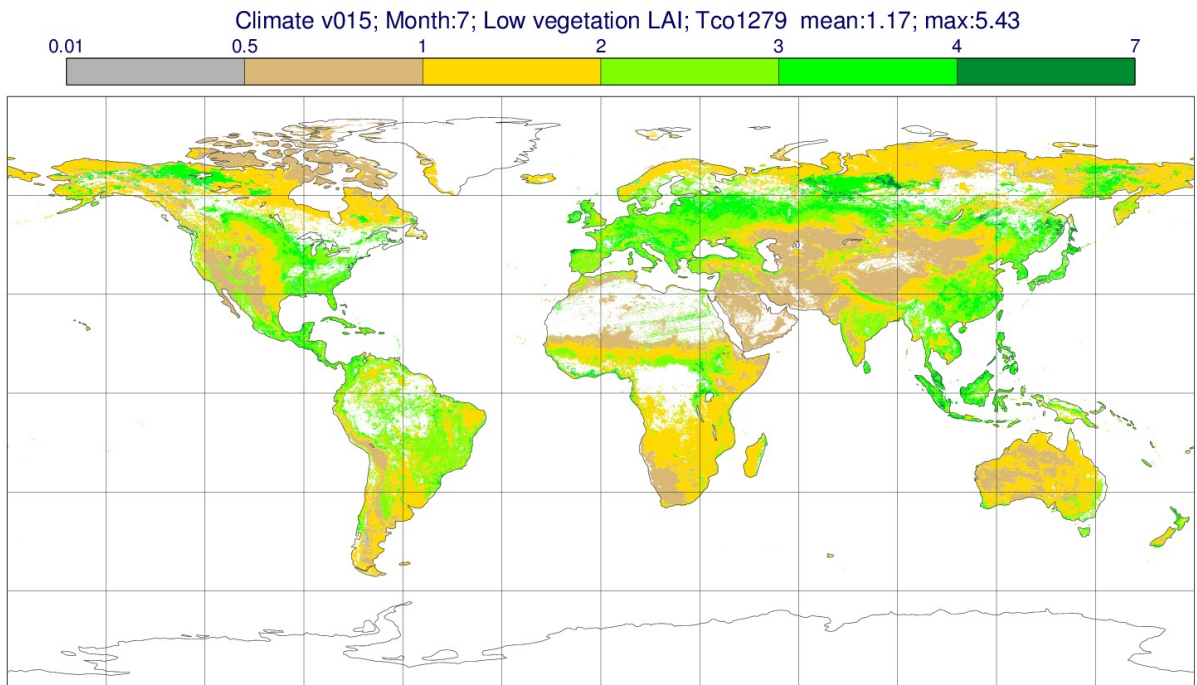 Climate v015; Month:7; Low vegetation LAI; Tco1279 mean:1.17; max:5.43
0.01 0.5 1 2 3 4 7